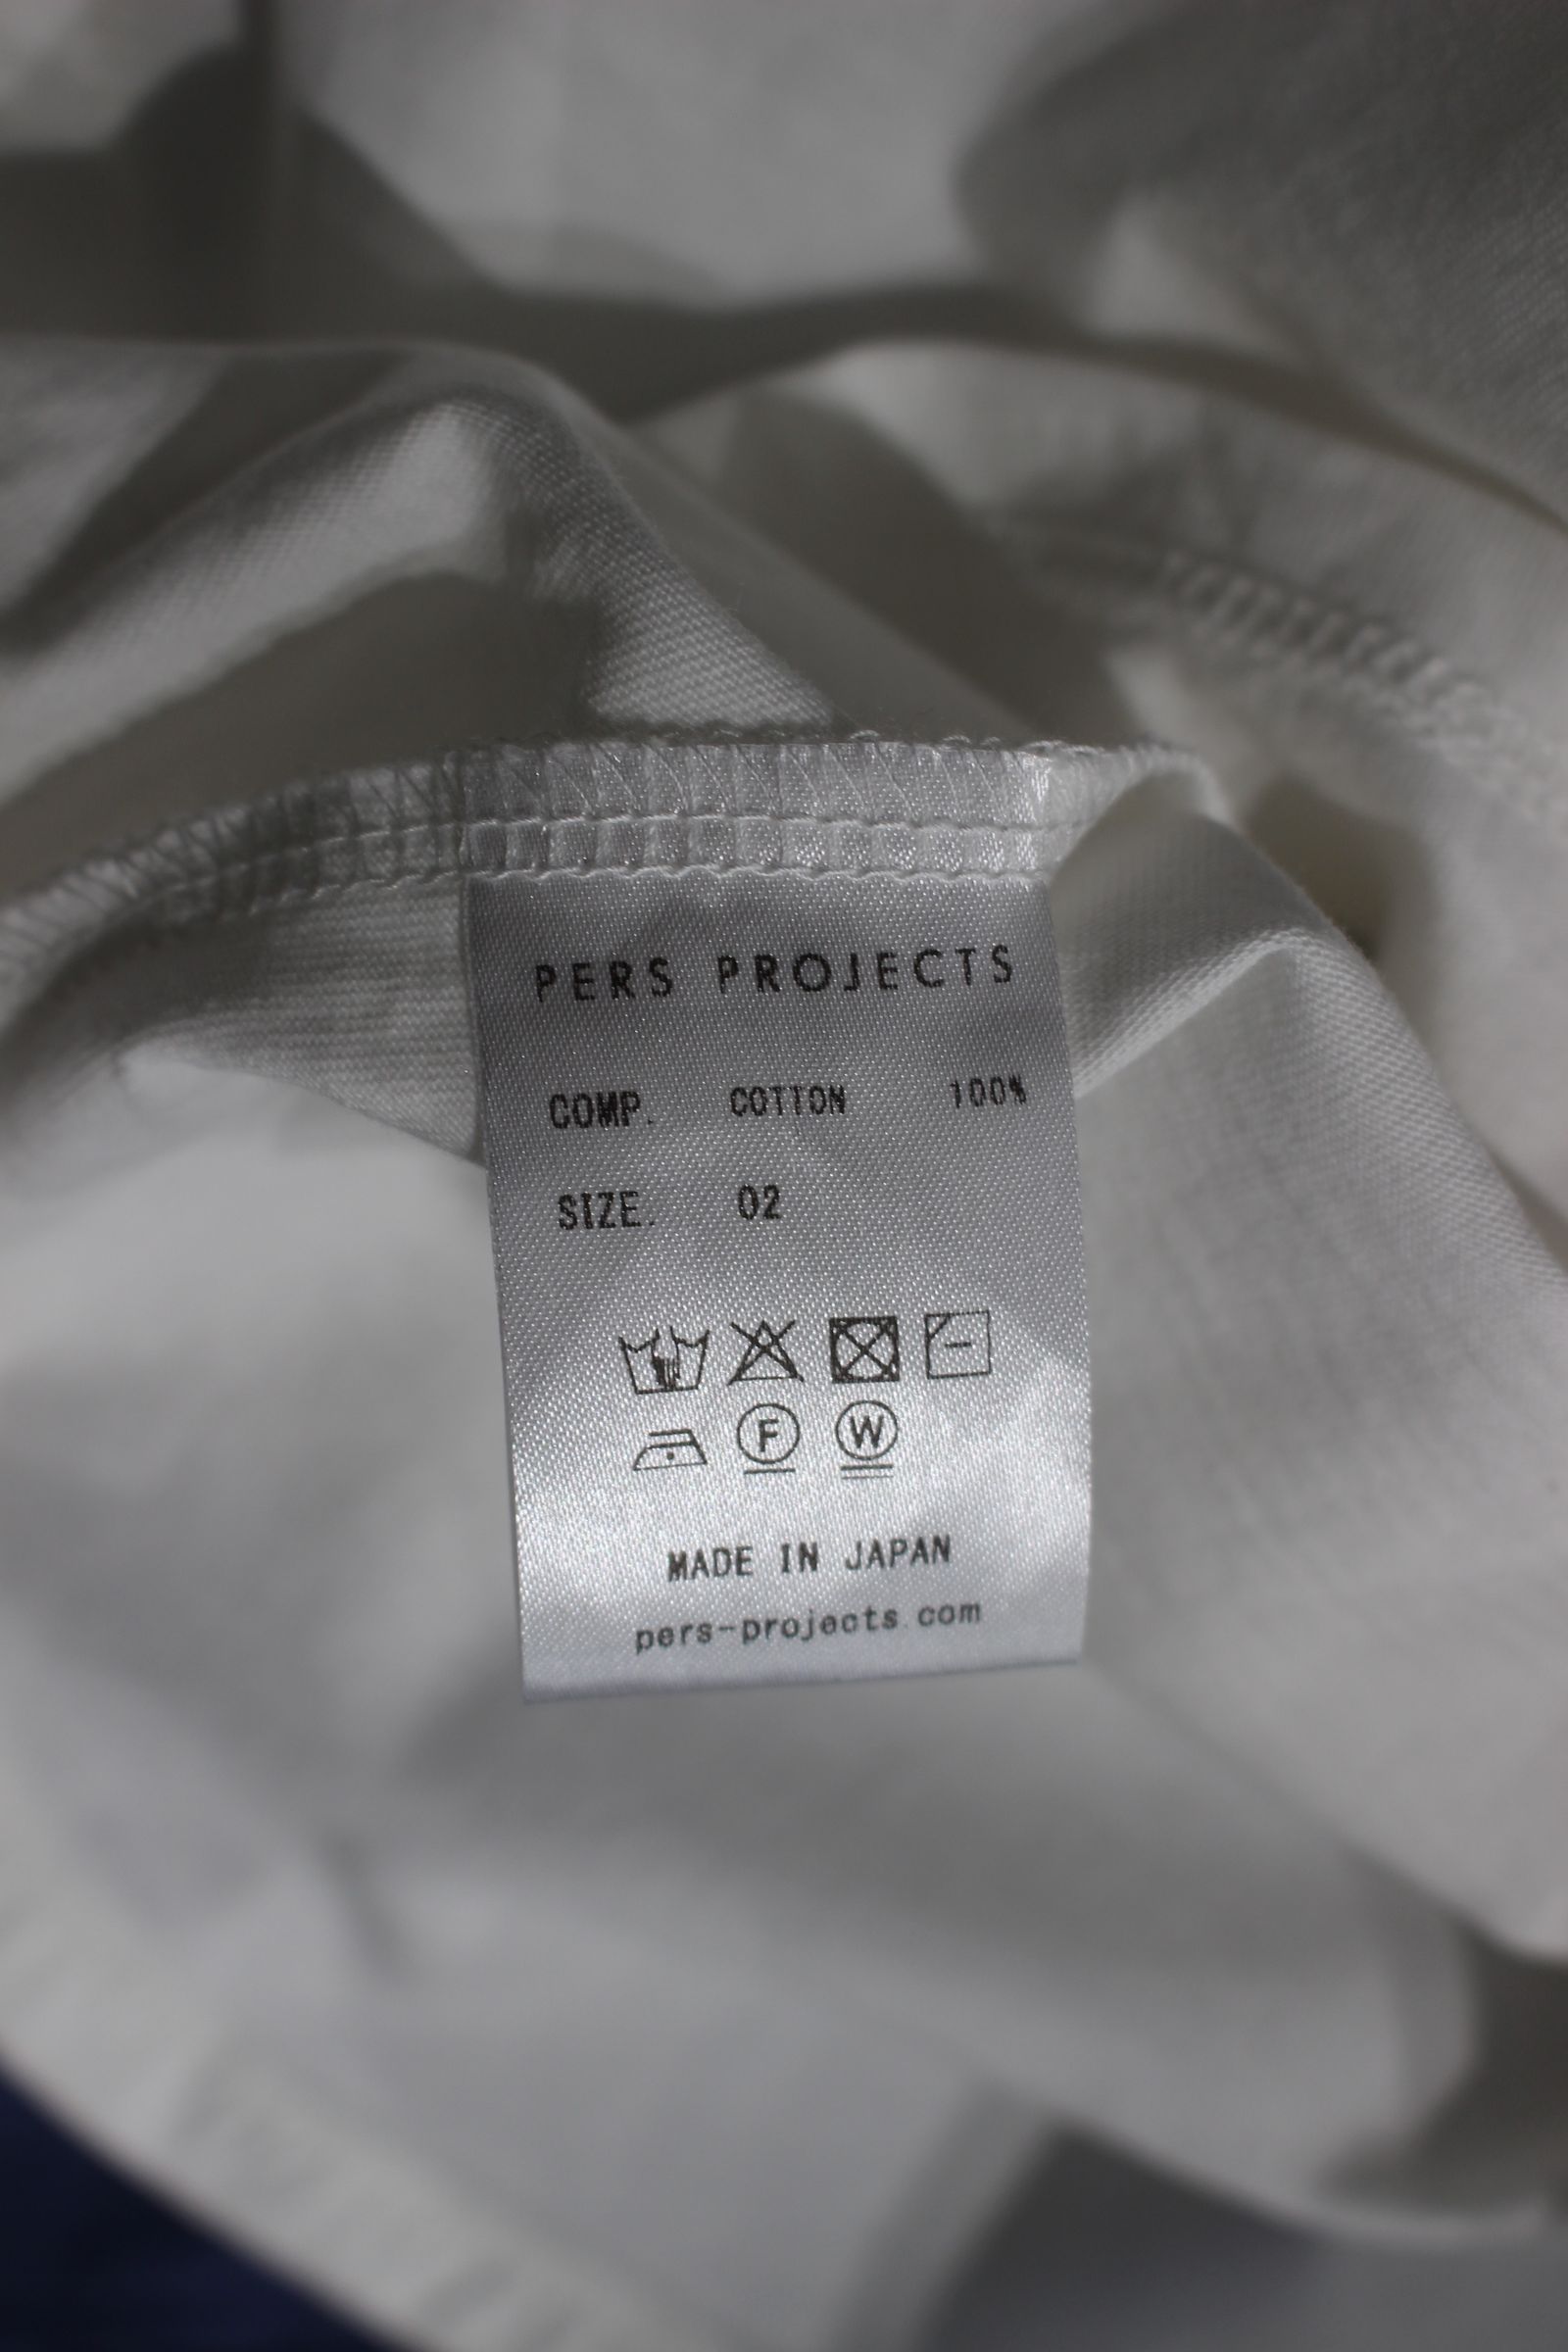 PERS PROJECTS
COMP. COTTON 100%
SIZE. 02
F W
MADE IN JAPAN
pers-projects.com